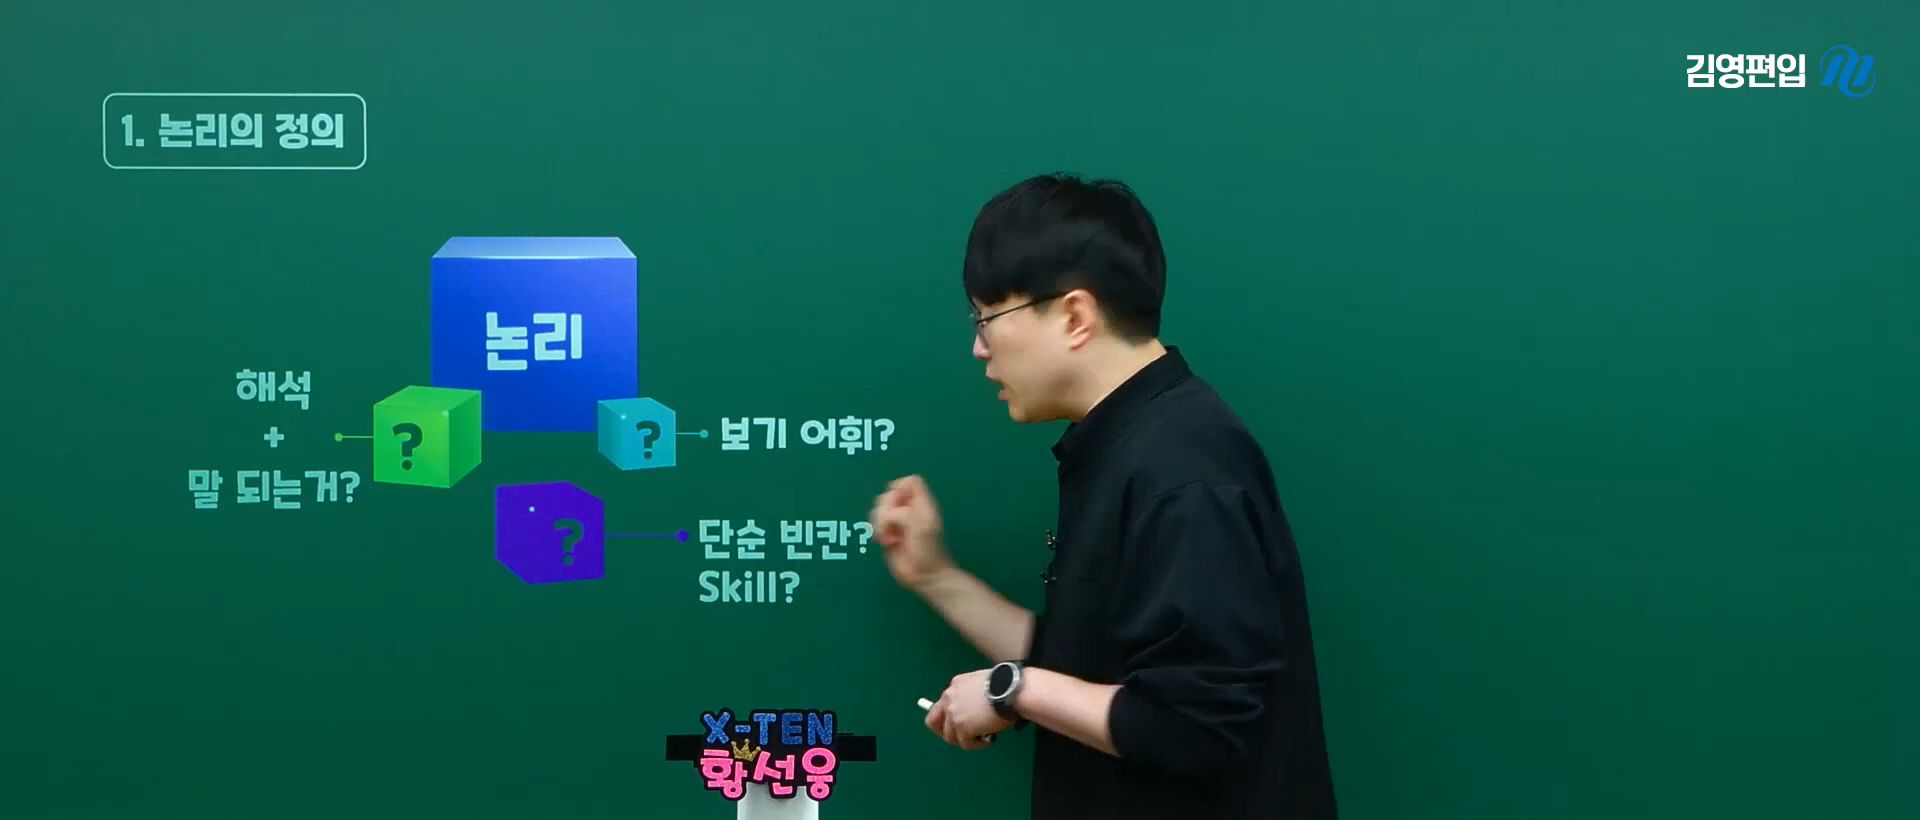 김영편입
1. 논리의 정의
논리
해석
+
말 되는거?
?
?
보기 어휘?
?
단순 빈칸?
Skill?
X-TEN
황선웅